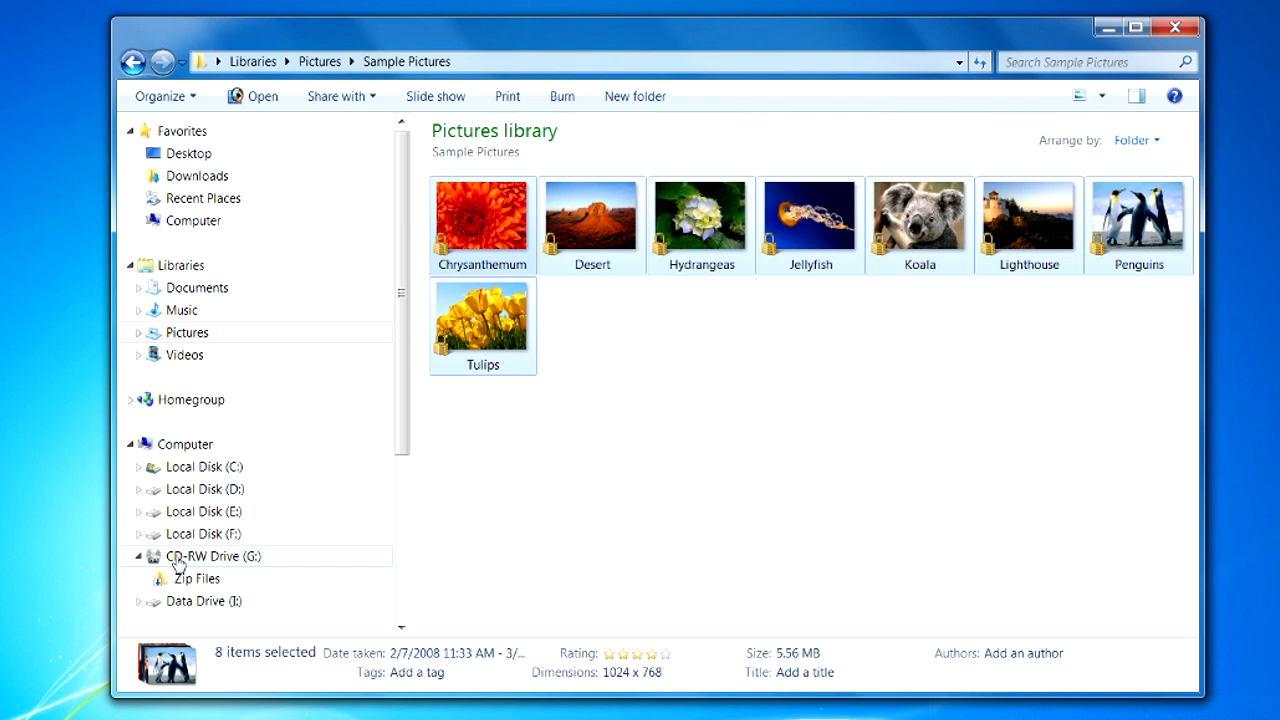 Libraries Pictures Sample Pictures
Search Sample Pictures
Organize Open Share with Slide show Print Burn New folder
Favorites
Desktop
Downloads
Recent Places
Computer
Libraries
Documents
Music
Pictures
Videos
Homegroup
Computer
Local Disk (C:)
Local Disk (D:)
Local Disk (E:)
Local Disk (F:)
CD-RW Drive (G:)
Zip Files
Data Drive (I:)
Pictures library
Sample Pictures
Arrange by: Folder
Chrysanthemum Desert Hydrangeas Jellyfish Koala Lighthouse Penguins
Tulips
8 items selected Date taken: 2/7/2008 11:33 AM - 3/... Rating: Size: 5.56 MB Authors: Add an author
Tags: Add a tag Dimensions: 1024 x 768 Title: Add a title